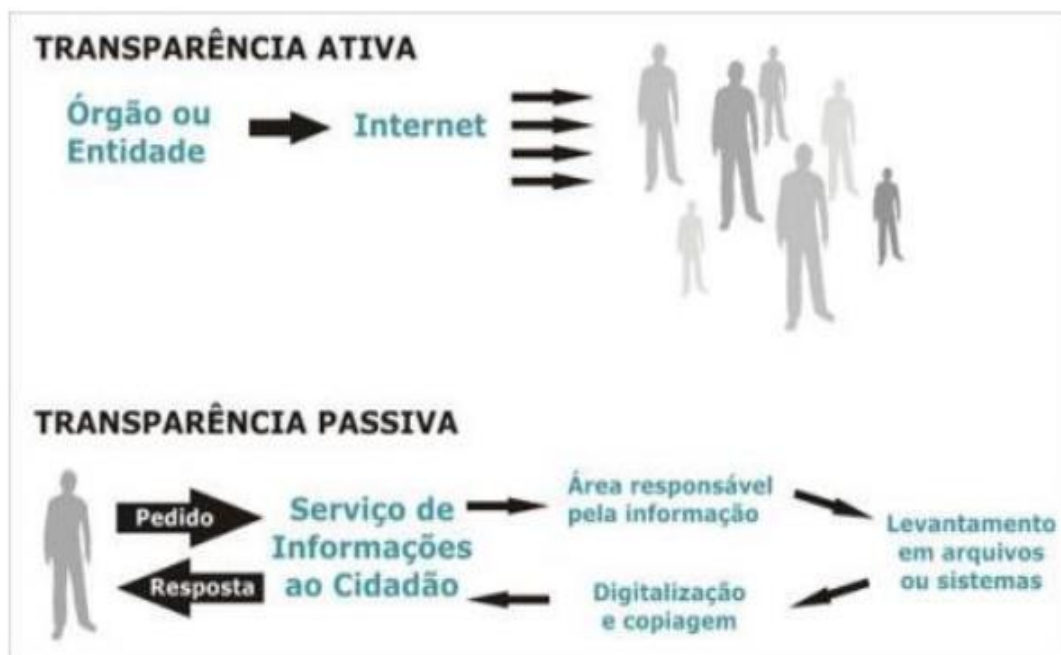 TRANSPARÊNCIA ATIVA
Órgão ou
Entidade
Internet
TRANSPARÊNCIA PASSIVA
Pedido
Resposta
Serviço de
Informações
ao Cidadão
Área responsável
pela informação
Levantamento
em arquivos
ou sistemas
Digitalização
e copiagem